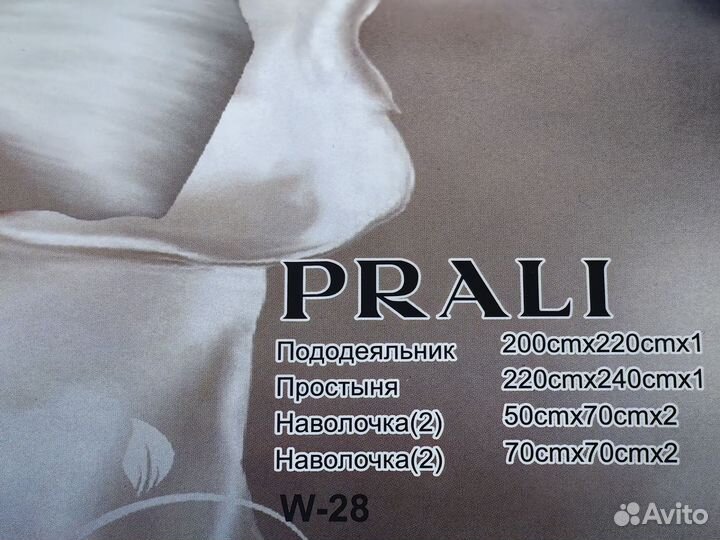 PRALI
Пододеяльник 200cmx220cmx1
Простыня 220cmx240cmx1
Наволочка(2) 50cmx70cmx2
Наволочка(2) 70cmx70cmx2
W-28
Avito